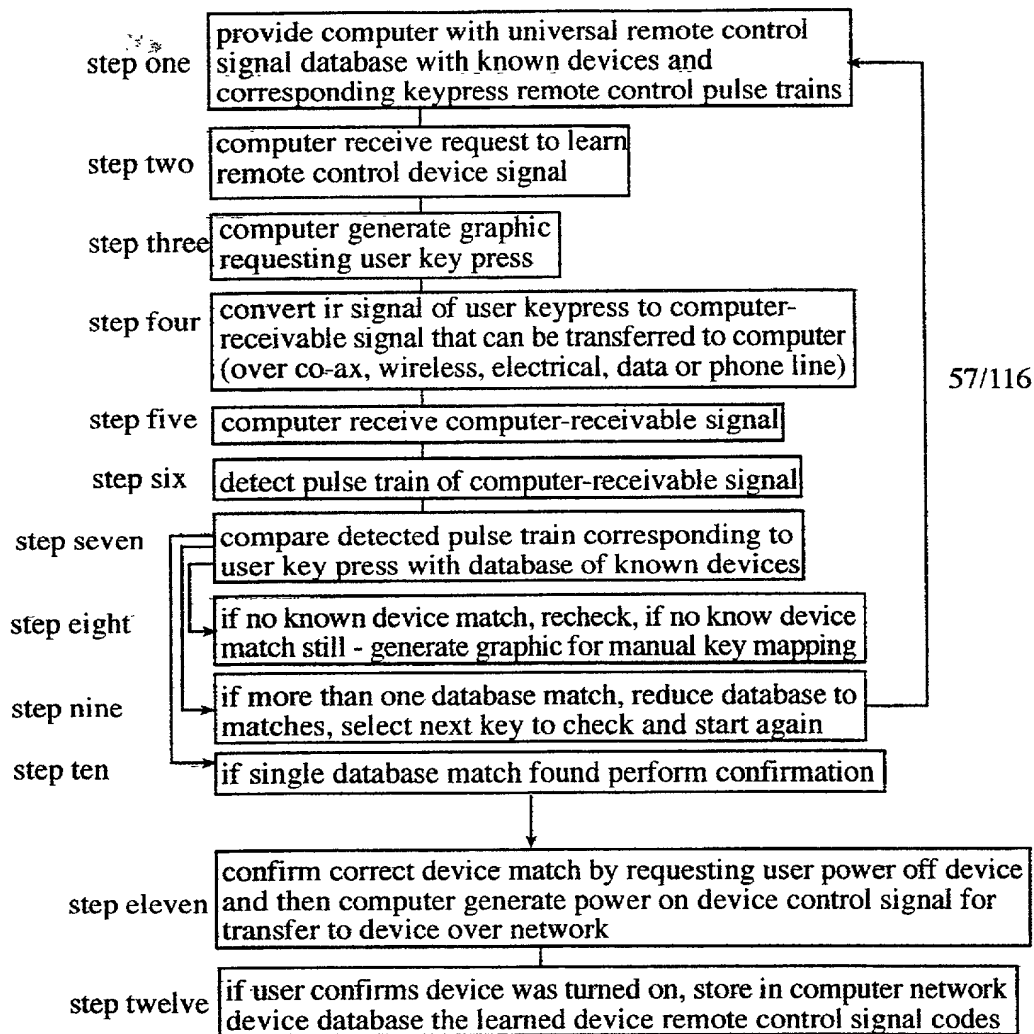 provide computer with universal remote control
step one signal database with known devices and
corresponding keypress remote control pulse trains
computer receive request to learn
step two remote control device signal
step three computer generate graphic
requesting user key press
step four convert ir signal of user keypress to computer-
receivable signal that can be transferred to computer
(over co-ax, wireless, electrical, data or phone line)
57/116
step five computer receive computer-receivable signal
step six detect pulse train of computer-receivable signal
step seven compare detected pulse train corresponding to
user key press with database of known devices
step eight if no known device match, recheck, if no know device
match still - generate graphic for manual key mapping
step nine if more than one database match, reduce database to
matches, select next key to check and start again
step ten if single database match found perform confirmation
confirm correct device match by requesting user power off device
step eleven and then computer generate power on device control signal for
transfer to device over network
step twelve if user confirms device was turned on, store in computer network
device database the learned device remote control signal codes